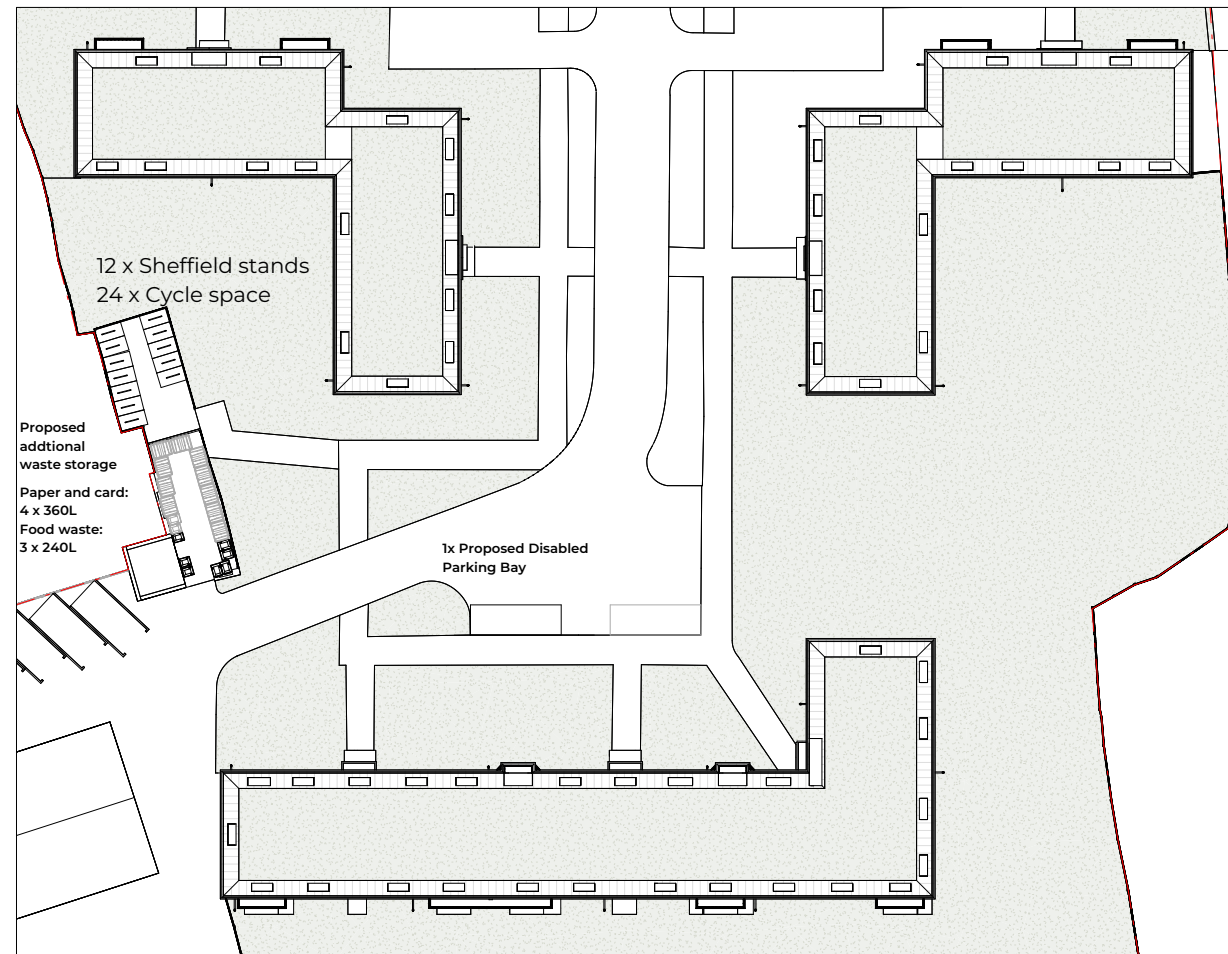 12 x Sheffield stands
24 x Cycle space
Proposed
addtional
waste storage
Paper and card:
4 x 360L
Food waste:
3 x 240L
1x Proposed Disabled
Parking Bay